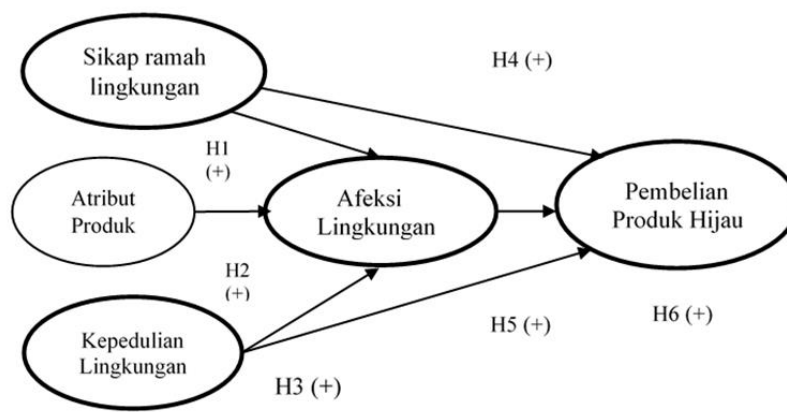 Sikap ramah
lingkungan
H4 (+)
H1
(+)
Atribut
Produk
Afeksi
Lingkungan
Pembelian
Produk Hijau
H2
(+)
Kepedulian
Lingkungan
H5 (+)
H6 (+)
H3 (+)